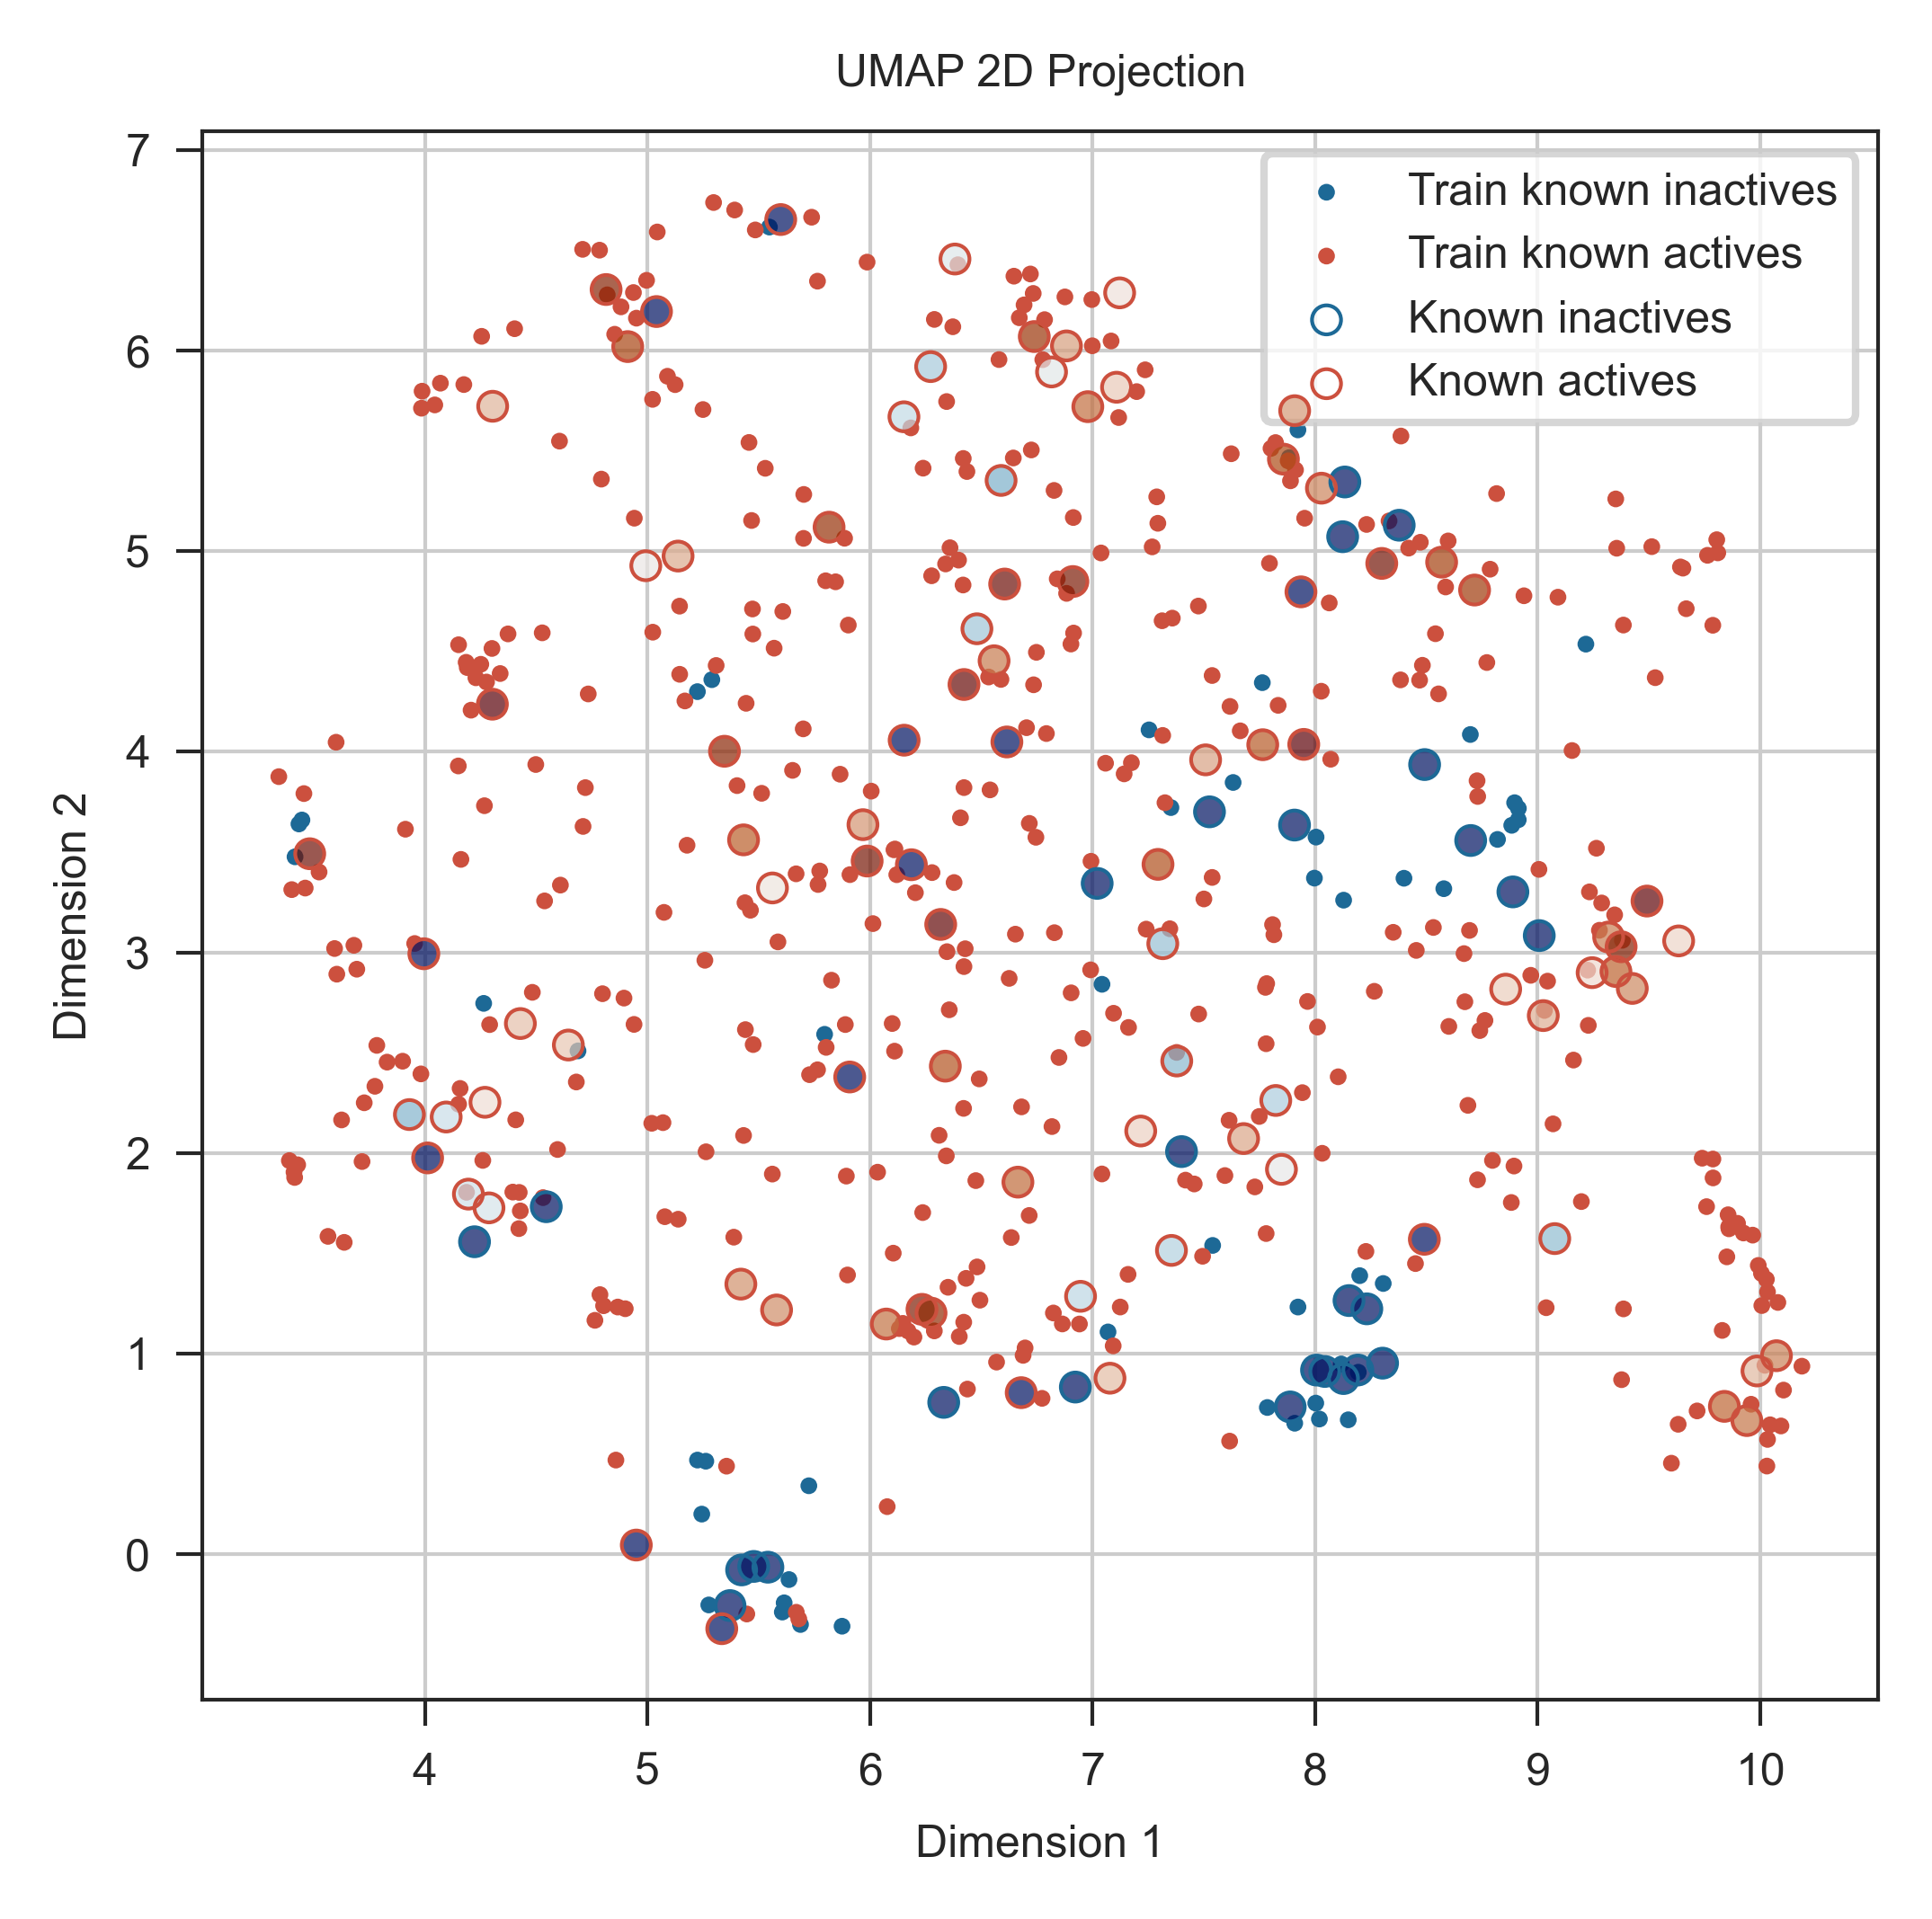 UMAP 2D Projection
7
6
5
4
3
2
1
0
Dimension 2
Train known inactives
Train known actives
Known inactives
Known actives
4 5 6 7 8 9 10
Dimension 1